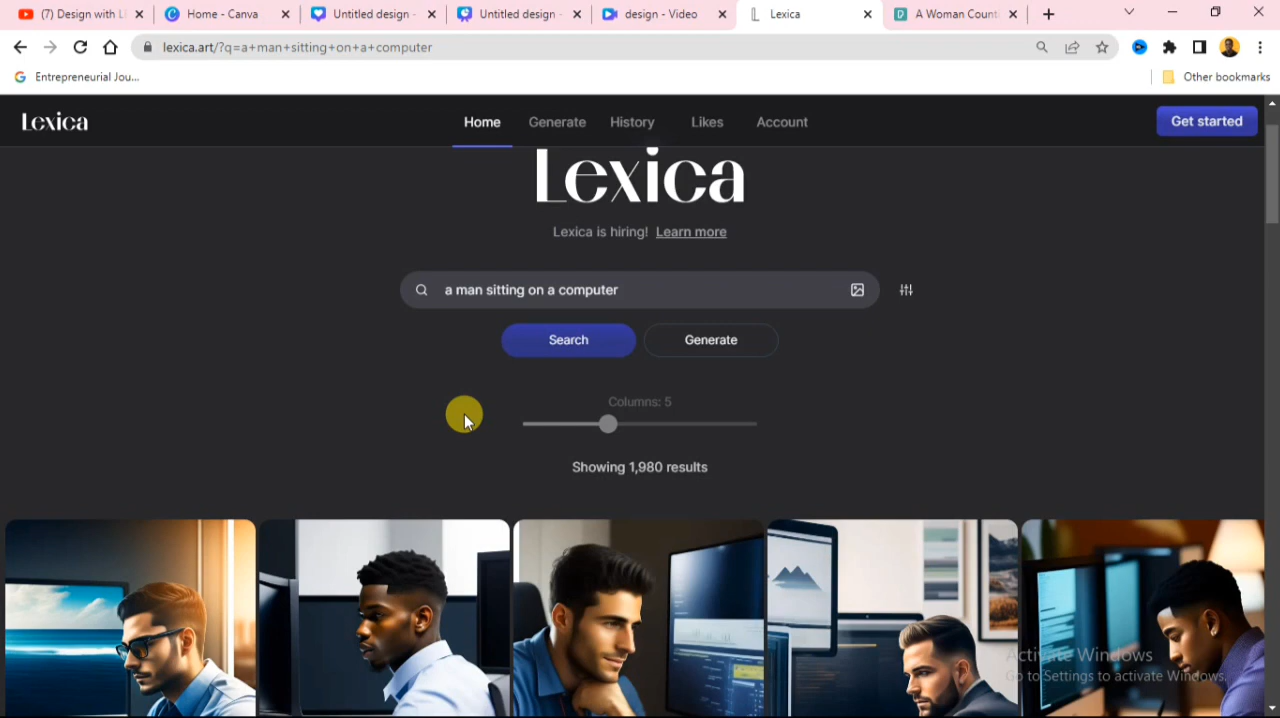 (7) Design with L
Home - Canva
Untitled design -
Untitled design -
design - Video
Lexica
A Woman Count
lexica.art/?q=a+man+sitting+on+a+computer
Entrepreneurial Jou...
Other bookmarks
Lexica
Home
Generate
History
Likes
Account
Get started
Lexica
Lexica is hiring! Learn more
a man sitting on a computer
Search
Generate
Columns: 5
Showing 1,980 results
Activate Windows
Go to Settings to activate Windows.